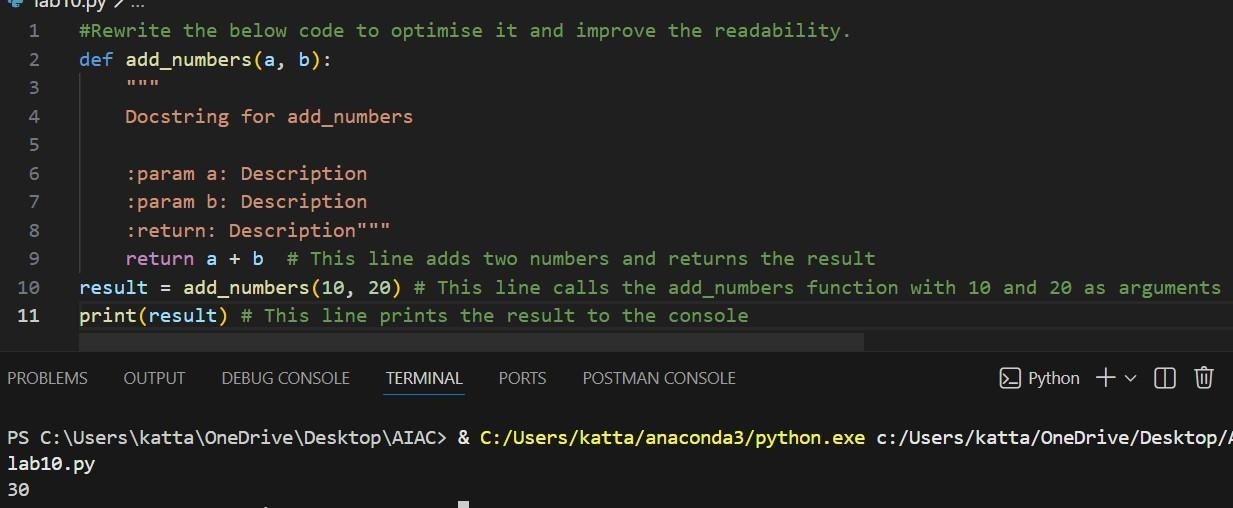 lab10.py > ...
1 #Rewrite the below code to optimise it and improve the readability.
2 def add_numbers(a, b):
3 """
4 Docstring for add_numbers
5
6 :param a: Description
7 :param b: Description
8 :return: Description"""
9 return a + b # This line adds two numbers and returns the result
10 result = add_numbers(10, 20) # This line calls the add_numbers function with 10 and 20 as arguments
11 print(result) # This line prints the result to the console
PROBLEMS OUTPUT DEBUG CONSOLE TERMINAL PORTS POSTMAN CONSOLE Python
PS C:\Users\katta\OneDrive\Desktop\AIAC> & C:/Users/katta/anaconda3/python.exe c:/Users/katta/OneDrive/Desktop/
lab10.py
30